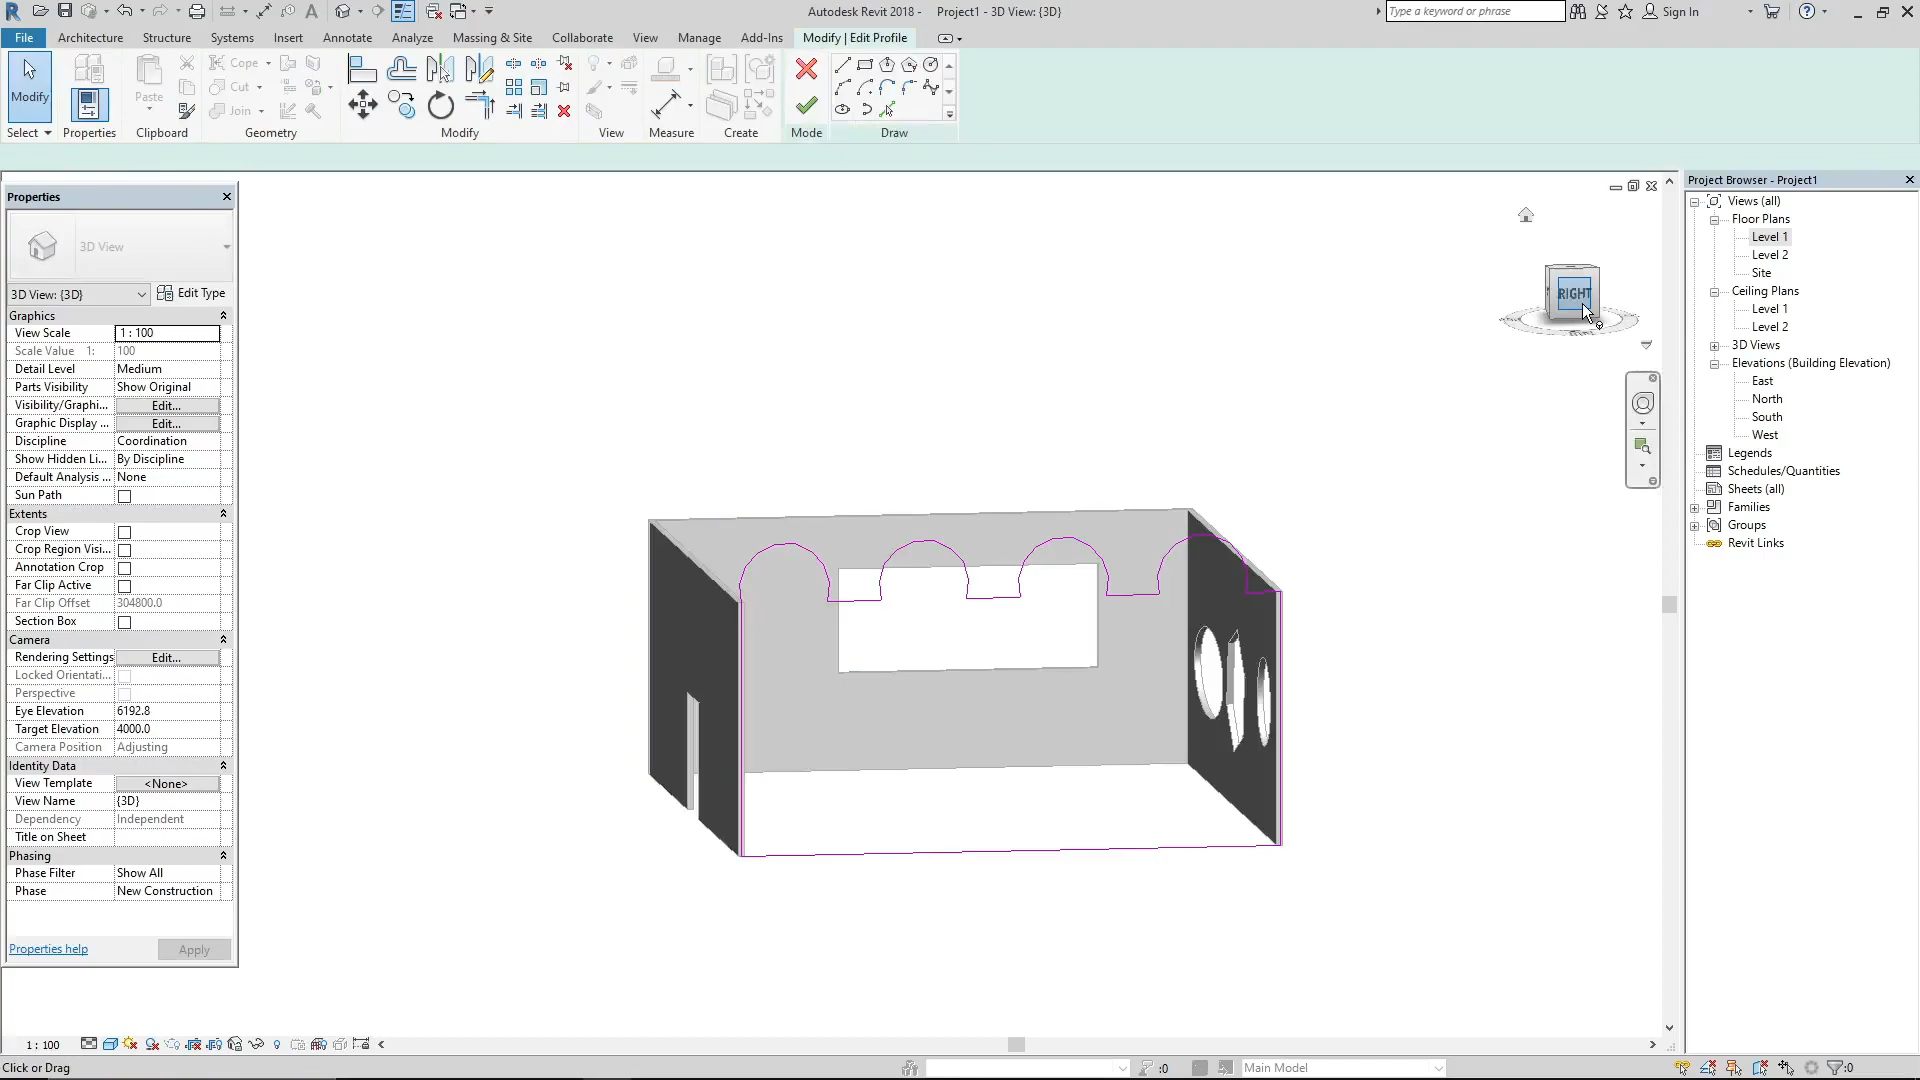 Autodesk Revit 2018 - Project1 - 3D View: {3D}
Type a keyword or phrase
Sign In
File Architecture Structure Systems Insert Annotate Analyze Massing & Site Collaborate View Manage Add-Ins Modify | Edit Profile
Modify
Paste
Cope
Cut
Join
Select Properties Clipboard Geometry Modify View Measure Create Mode Draw
Properties
3D View
3D View: {3D} Edit Type
Graphics
View Scale 1 : 100
Scale Value 1: 100
Detail Level Medium
Parts Visibility Show Original
Visibility/Graphi... Edit...
Graphic Display ... Edit...
Discipline Coordination
Show Hidden Li... By Discipline
Default Analysis ... None
Sun Path
Extents
Crop View
Crop Region Visi...
Annotation Crop
Far Clip Active
Far Clip Offset 304800.0
Section Box
Camera
Rendering Settings Edit...
Locked Orientati...
Perspective
Eye Elevation 6192.8
Target Elevation 4000.0
Camera Position Adjusting
Identity Data
View Template <None>
View Name {3D}
Dependency Independent
Title on Sheet
Phasing
Phase Filter Show All
Phase New Construction
Properties help Apply
RIGHT
Project Browser - Project1
Views (all)
Floor Plans
Level 1
Level 2
Site
Ceiling Plans
Level 1
Level 2
3D Views
Elevations (Building Elevation)
East
North
South
West
Legends
Schedules/Quantities
Sheets (all)
Families
Groups
Revit Links
1 : 100
Click or Drag
:0
Main Model
:0